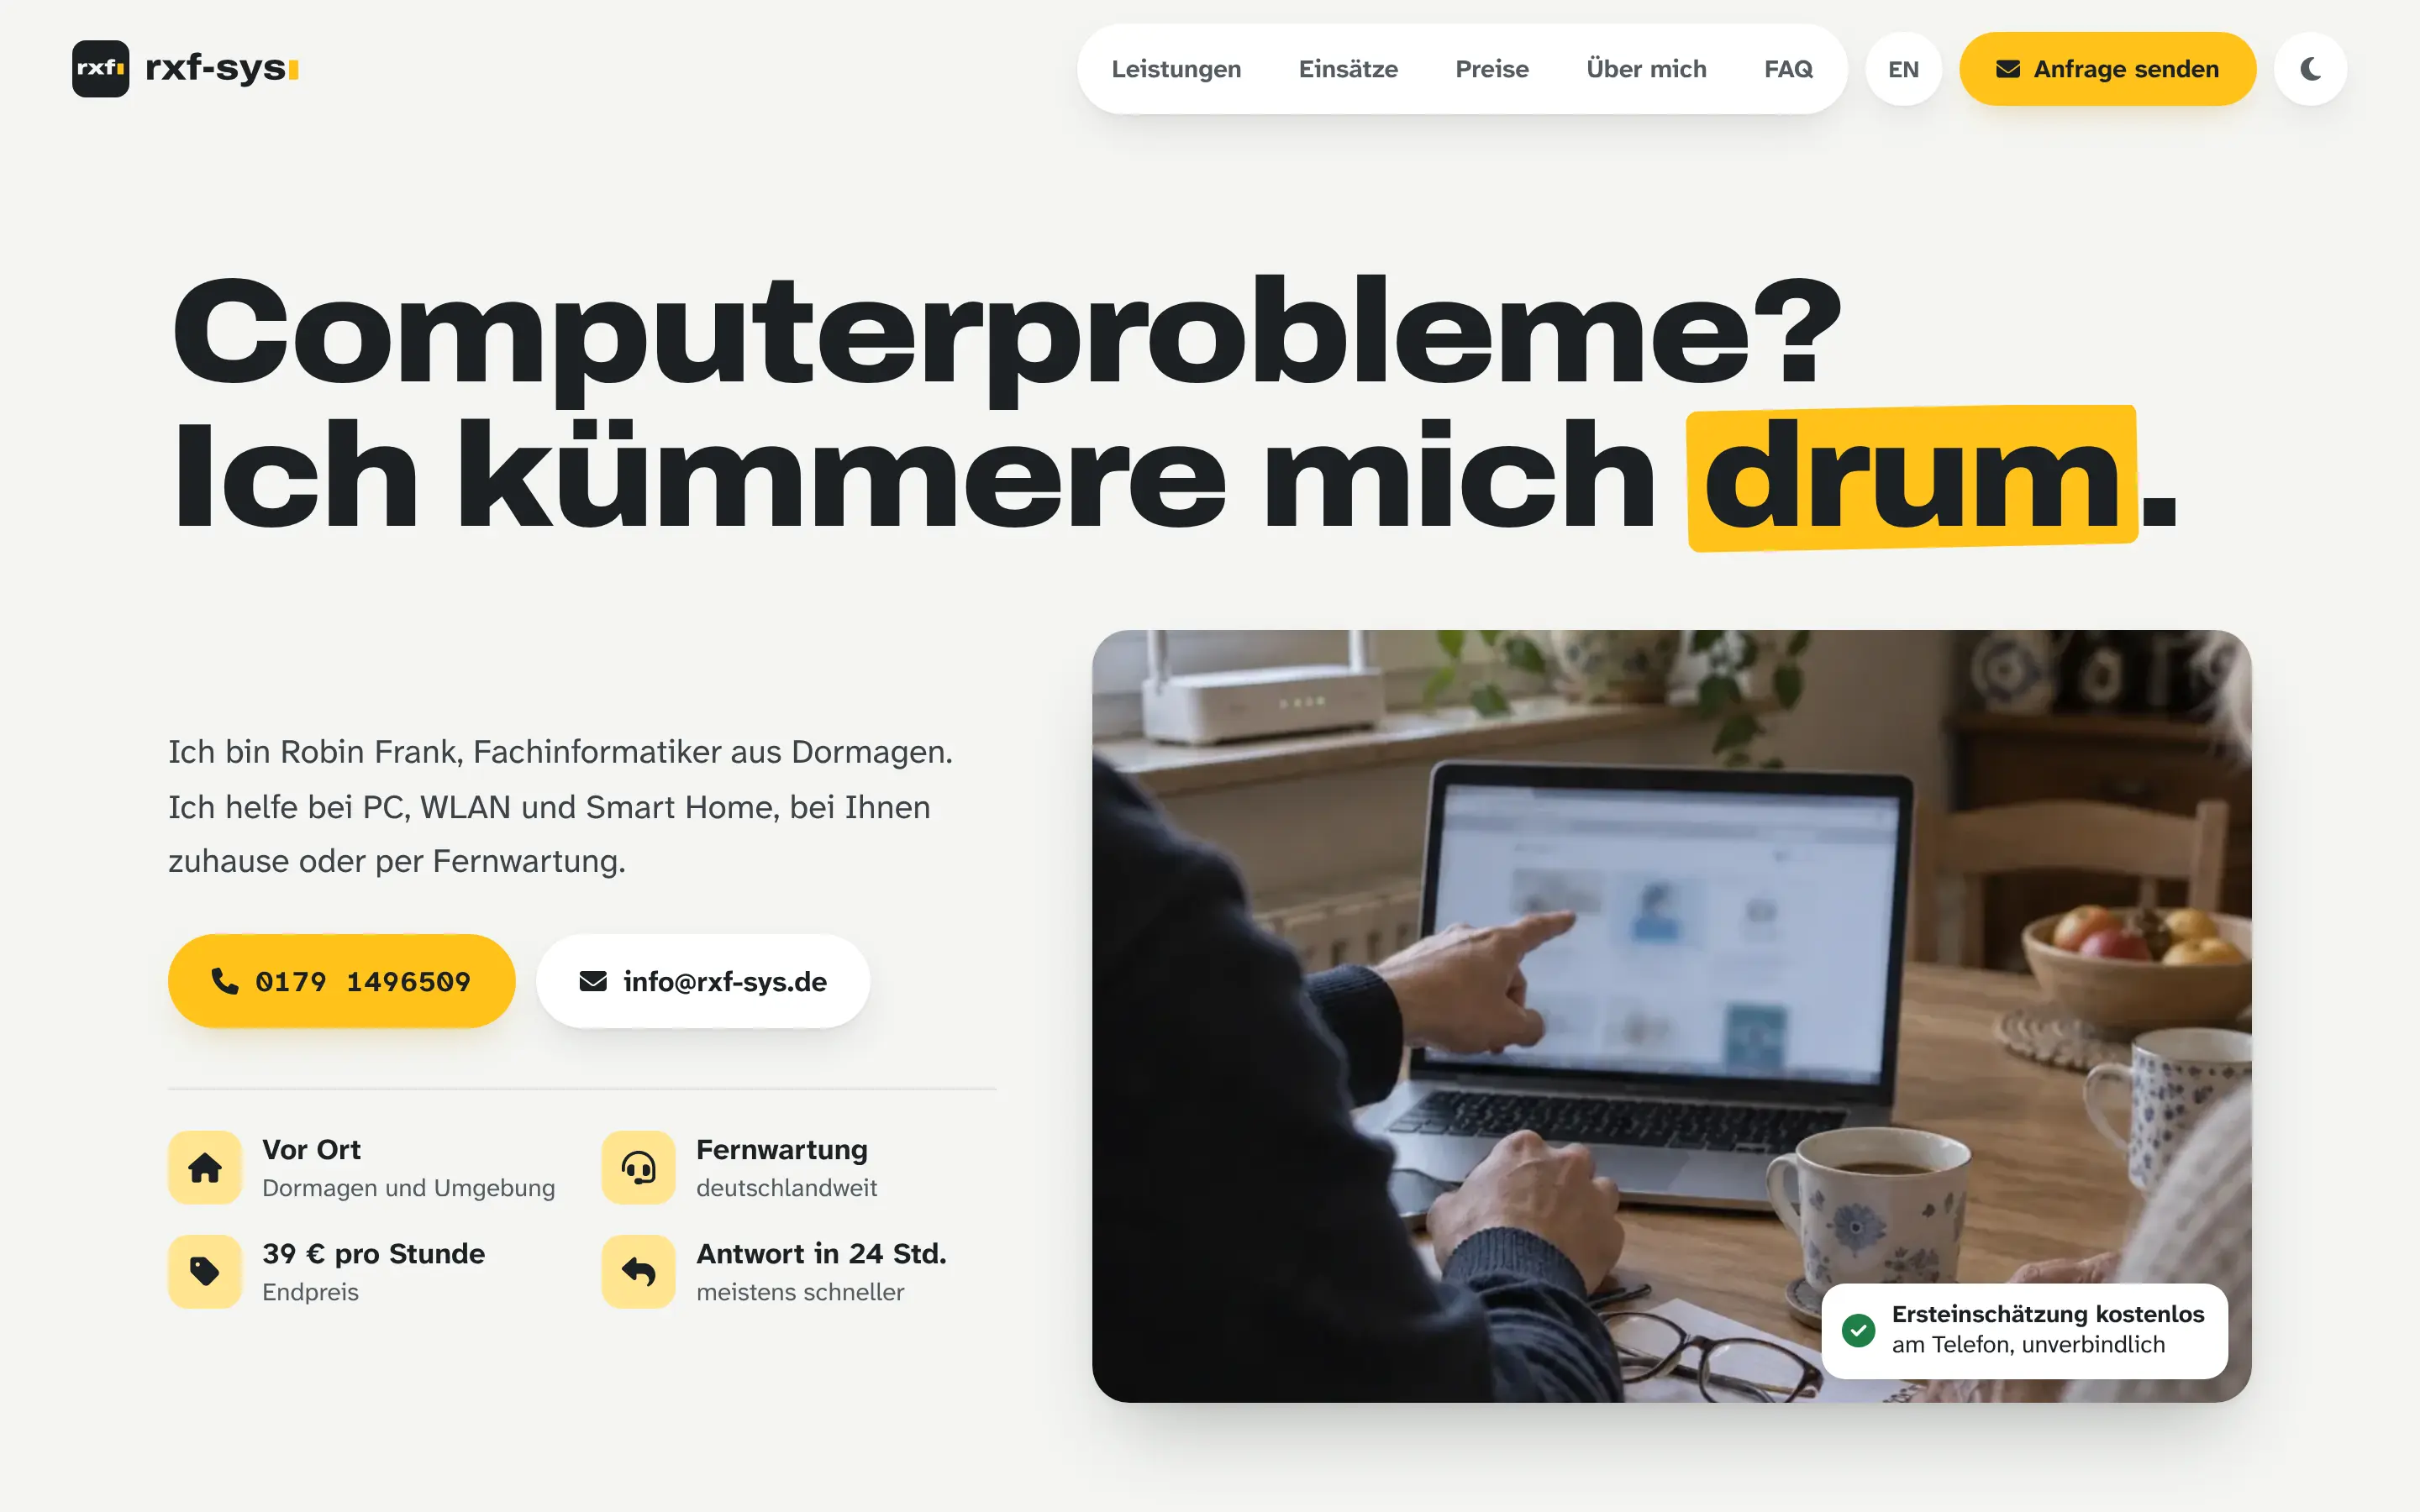 rxf
rxf-sys
Leistungen
Einsätze
Preise
Über mich
FAQ
EN
Anfrage senden
Computerprobleme?
Ich kümmere mich drum.
Ich bin Robin Frank, Fachinformatiker aus Dormagen.
Ich helfe bei PC, WLAN und Smart Home, bei Ihnen
zuhause oder per Fernwartung.
0179 1496509
info@rxf-sys.de
Vor Ort
Dormagen und Umgebung
Fernwartung
deutschlandweit
39 € pro Stunde
Endpreis
Antwort in 24 Std.
meistens schneller
Ersteinschätzung kostenlos
am Telefon, unverbindlich